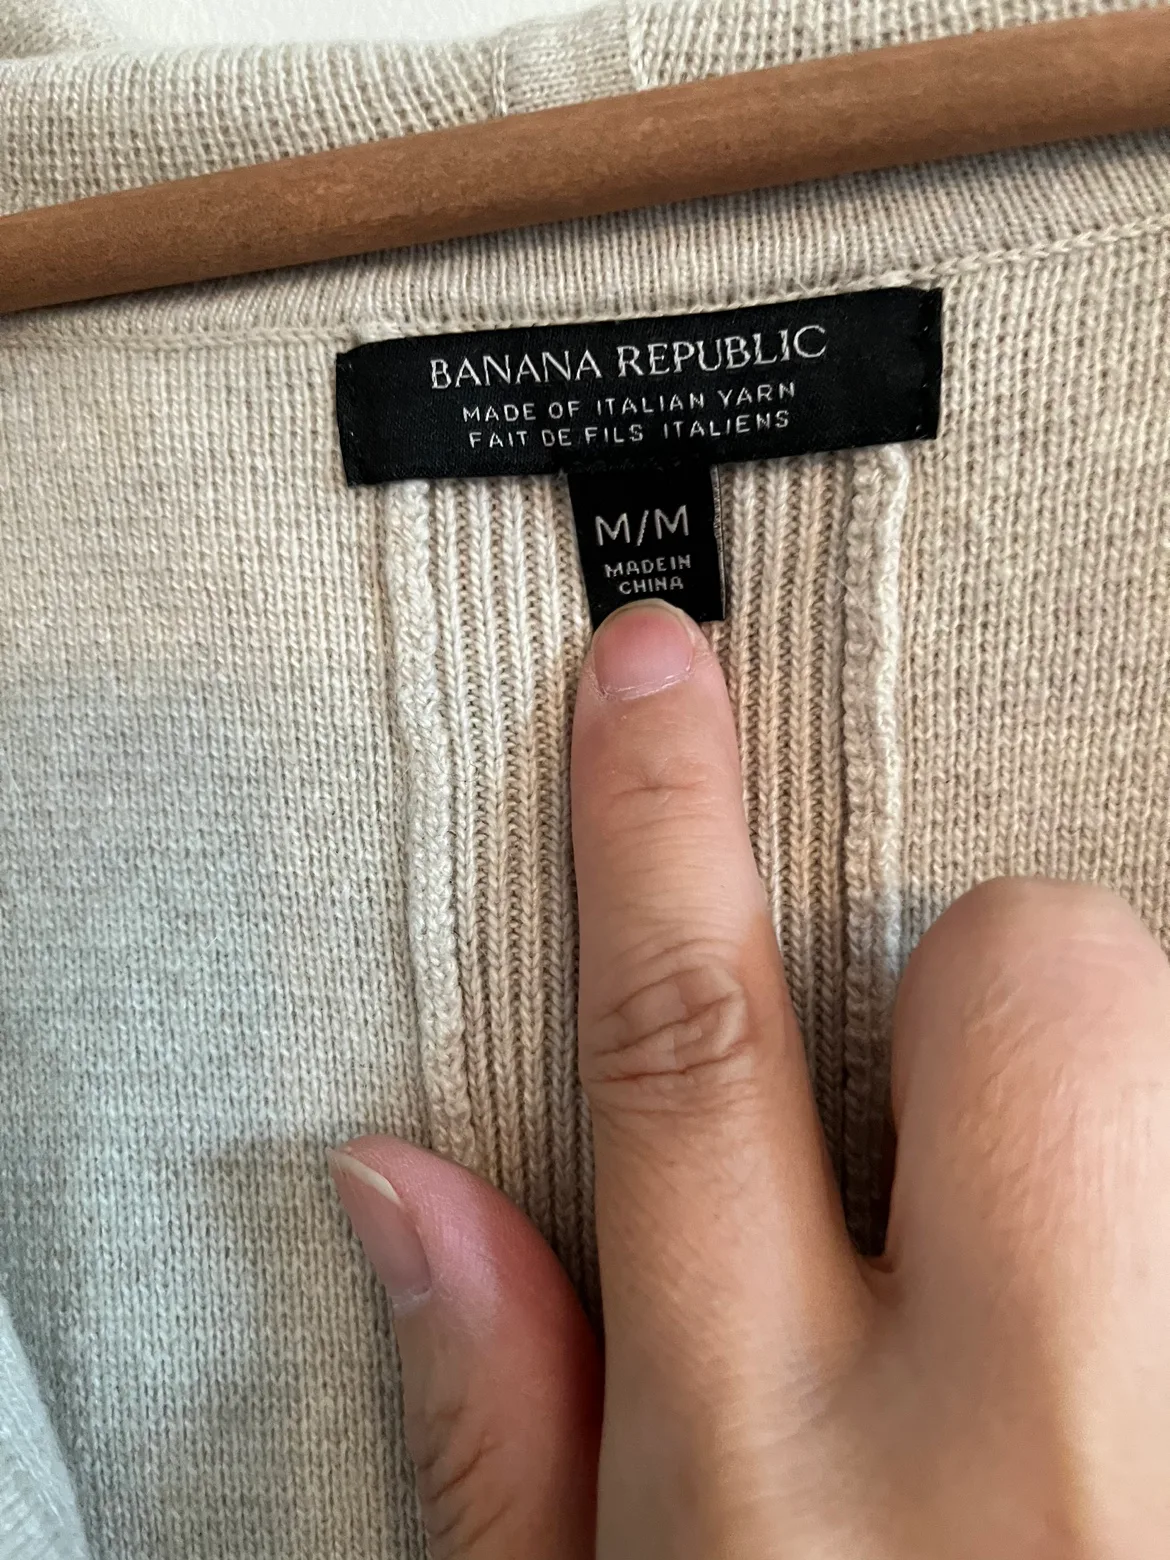 BANANA REPUBLIC
MADE OF ITALIAN YARN
FAIT DE FILS ITALIENS
M/M
MADE IN
CHINA